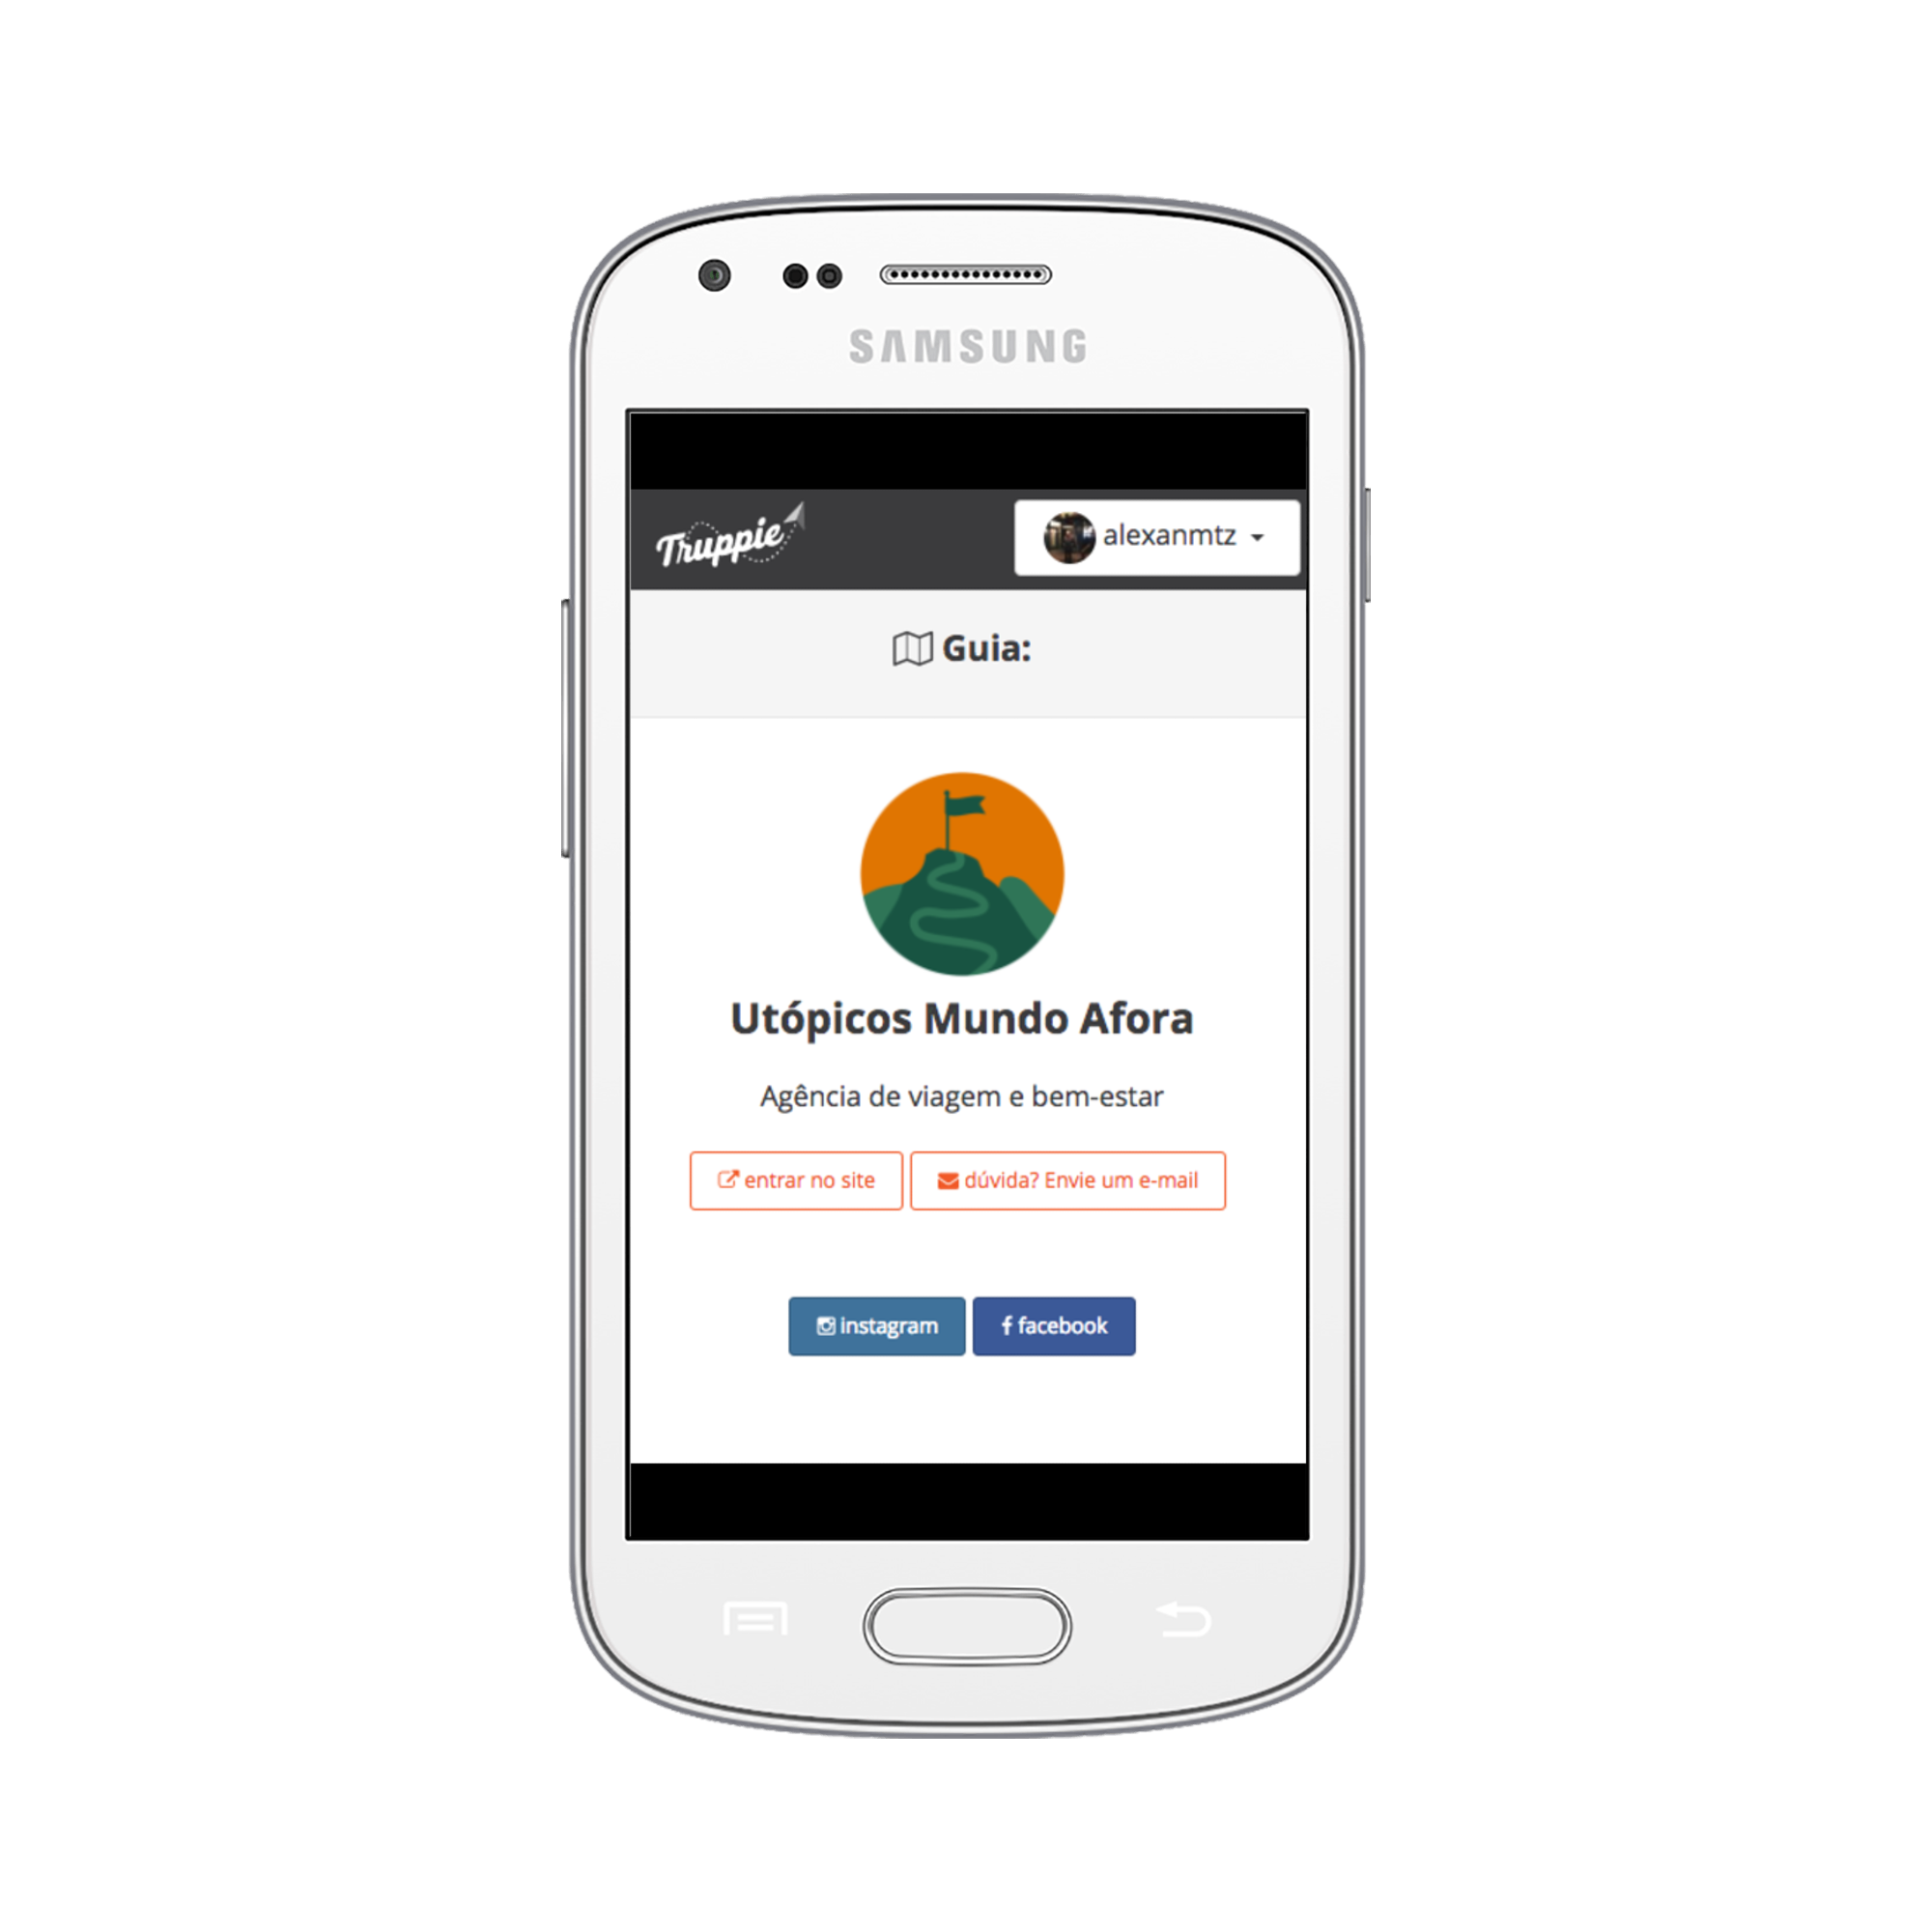 SAMSUNG
Truppie
alexanmtz
Guia:
Utópicos Mundo Afora
Agência de viagem e bem-estar
entrar no site
dúvida? Envie um e-mail
instagram
facebook